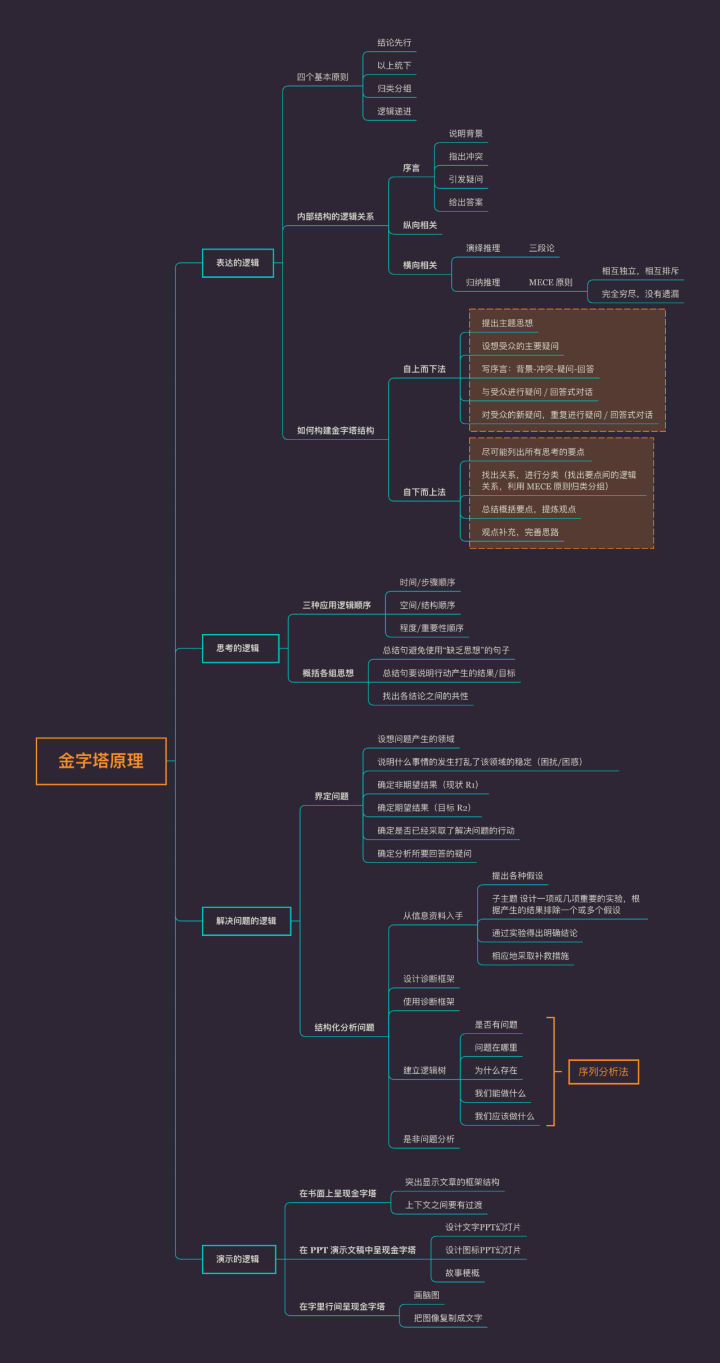 金字塔原理
表达的逻辑
四个基本原则
结论先行
以上统下
归类分组
逻辑递进
内部结构的逻辑关系
序言
说明背景
指出冲突
引发疑问
给出答案
纵向相关
横向相关
演绎推理
三段论
归纳推理
MECE 原则
相互独立，相互排斥
完全穷尽，没有遗漏
如何构建金字塔结构
自上而下法
提出主题思想
设想受众的主要疑问
写序言：背景-冲突-疑问-回答
与受众进行疑问 / 回答式对话
对受众的新疑问，重复进行疑问 / 回答式对话
自下而上法
尽可能列出所有思考的要点
找出关系，进行分类（找出要点间的逻辑
关系，利用 MECE 原则归类分组）
总结概括要点，提炼观点
观点补充，完善思路
思考的逻辑
三种应用逻辑顺序
时间/步骤顺序
空间/结构顺序
程度/重要性顺序
概括各组思想
总结句避免使用“缺乏思想”的句子
总结句要说明行动产生的结果/目标
找出各结论之间的共性
解决问题的逻辑
界定问题
设想问题产生的领域
说明什么事情的发生打乱了该领域的稳定（困扰/困惑）
确定非期望结果（现状 R1）
确定期望结果（目标 R2）
确定是否已经采取了解决问题的行动
确定分析所要回答的疑问
结构化分析问题
从信息资料入手
提出各种假设
子主题 设计一项或几项重要的实验，根
据产生的结果排除一个或多个假设
通过实验得出明确结论
相应地采取补救措施
设计诊断框架
使用诊断框架
建立逻辑树
是否有问题
问题在哪里
为什么存在
我们能做什么
我们应该做什么
序列分析法
是非问题分析
演示的逻辑
在书面上呈现金字塔
突出显示文章的框架结构
上下文之间要有过渡
在 PPT 演示文稿中呈现金字塔
设计文字PPT幻灯片
设计图标PPT幻灯片
故事梗概
在字里行间呈现金字塔
画脑图
把图像复制成文字